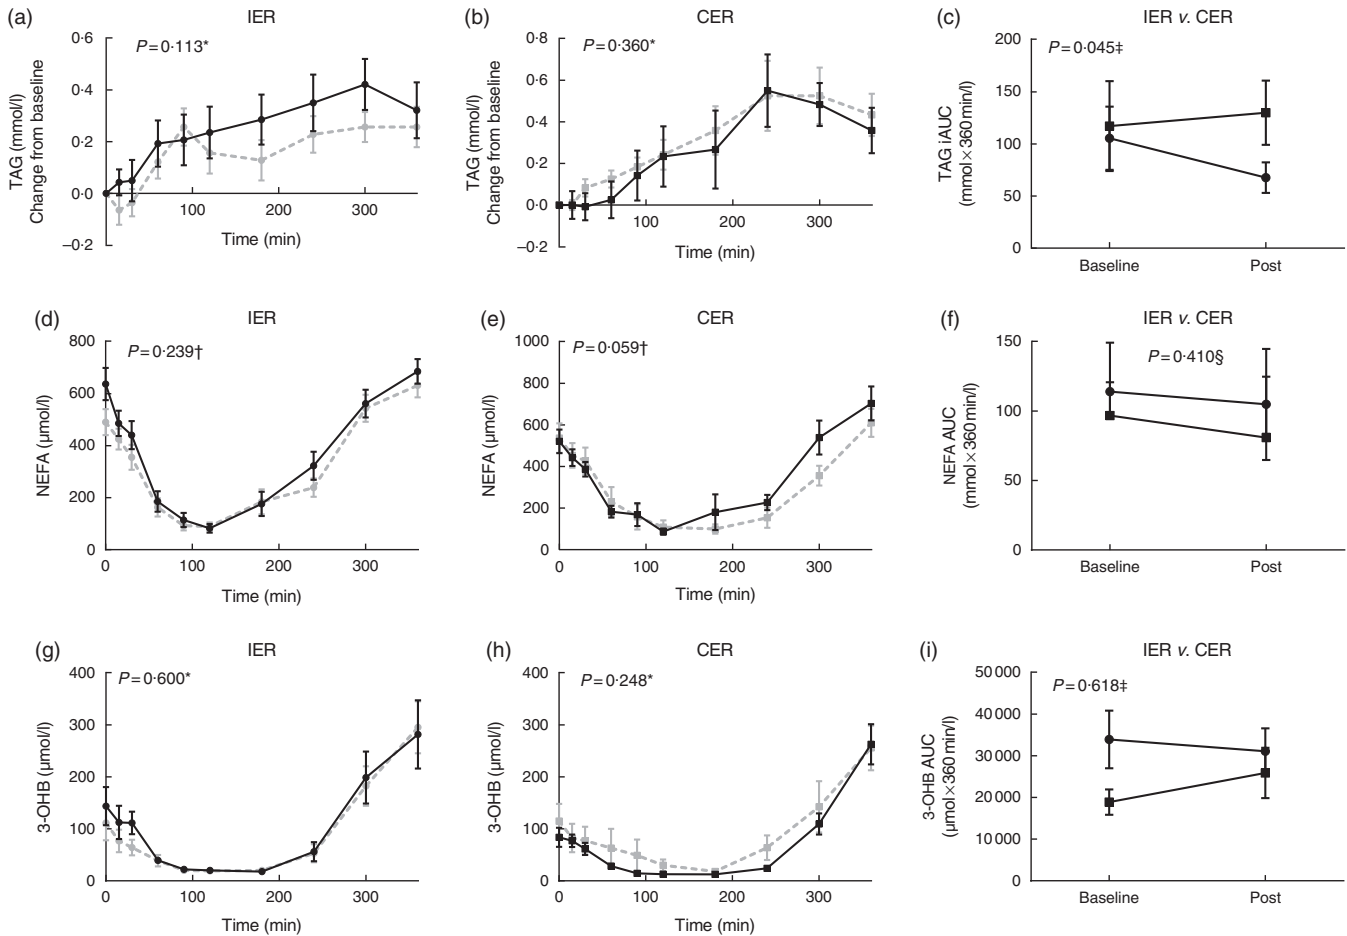 (a)
IER
P=0·113*
TAG (mmol/l)
Change from baseline
0·6
0·4
0·2
0·0
–0·2
100
300
Time (min)
(b)
CER
P=0·360*
TAG (mmol/l)
Change from baseline
0·8
0·6
0·4
0·2
0·0
–0·2
100
200
300
Time (min)
(c)
IER v. CER
P=0·045‡
TAG iAUC
(mmol×360 min/l)
200
150
100
50
0
Baseline
Post
(d)
IER
P=0·239†
NEFA (µmol/l)
800
600
400
200
0
0
100
200
300
Time (min)
(e)
CER
P=0·059†
NEFA (µmol/l)
1000
800
600
400
200
0
0
100
200
300
Time (min)
(f)
IER v. CER
P=0·410§
NEFA AUC
(mmol×360 min/l)
150
100
50
0
Baseline
Post
(g)
IER
P=0·600*
3-OHB (µmol/l)
400
300
200
100
0
0
100
200
300
Time (min)
(h)
CER
P=0·248*
3-OHB (µmol/l)
400
300
200
100
0
0
100
200
300
Time (min)
(i)
IER v. CER
P=0·618‡
3-OHB AUC
(µmol×360 min/l)
50 000
40 000
30 000
20 000
10 000
0
Baseline
Post